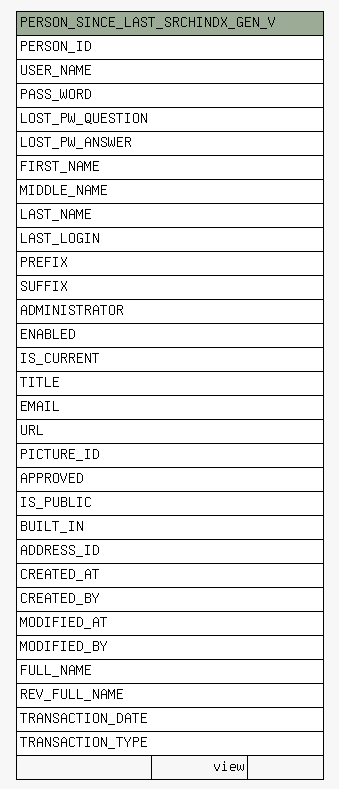 PERSON_SINCE_LAST_SRCHINDX_GEN_V
PERSON_ID
USER_NAME
PASS_WORD
LOST_PW_QUESTION
LOST_PW_ANSWER
FIRST_NAME
MIDDLE_NAME
LAST_NAME
LAST_LOGIN
PREFIX
SUFFIX
ADMINISTRATOR
ENABLED
IS_CURRENT
TITLE
EMAIL
URL
PICTURE_ID
APPROVED
IS_PUBLIC
BUILT_IN
ADDRESS_ID
CREATED_AT
CREATED_BY
MODIFIED_AT
MODIFIED_BY
FULL_NAME
REV_FULL_NAME
TRANSACTION_DATE
TRANSACTION_TYPE
view